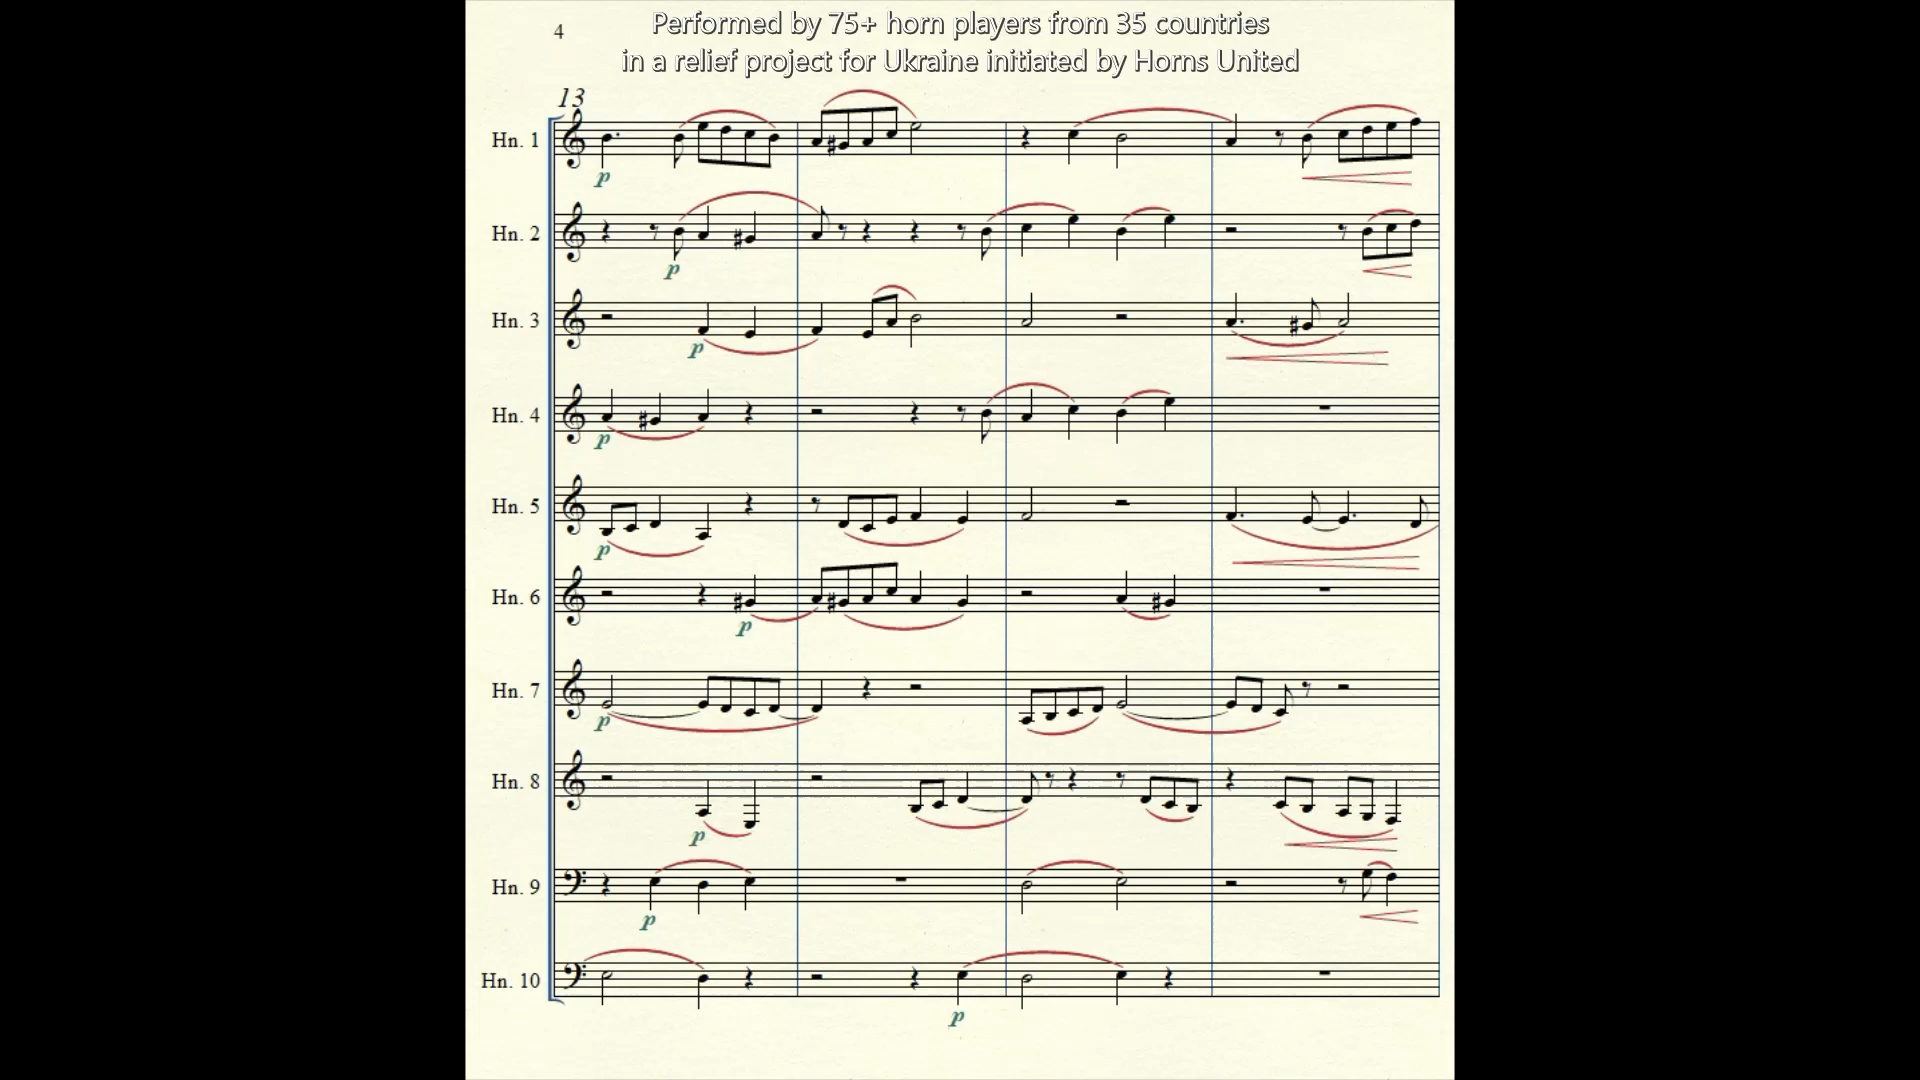 Performed by 75+ horn players from 35 countries
in a relief project for Ukraine initiated by Horns United
4
13
Hn. 1
p
Hn. 2
p
Hn. 3
p
Hn. 4
p
Hn. 5
p
Hn. 6
p
Hn. 7
p
Hn. 8
p
Hn. 9
p
Hn. 10
p